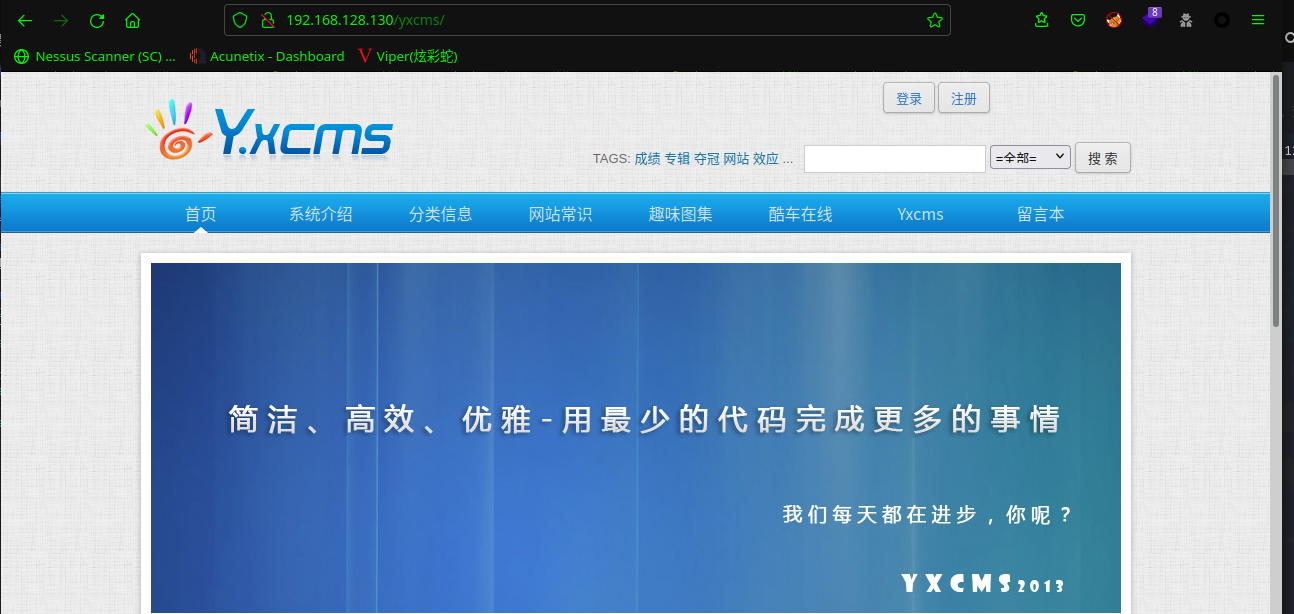 192.168.128.130/yxcms/
8
Nessus Scanner (SC) ... Acunetix - Dashboard Viper(炫彩蛇)
登录 注册
Y.xcms
TAGS: 成绩 专辑 夺冠 网站 效应 ... =全部= 搜 索
首页 系统介绍 分类信息 网站常识 趣味图集 酷车在线 Yxcms 留言本
简洁、高效、优雅-用最少的代码完成更多的事情
我们每天都在进步，你呢？
YXCMS2013